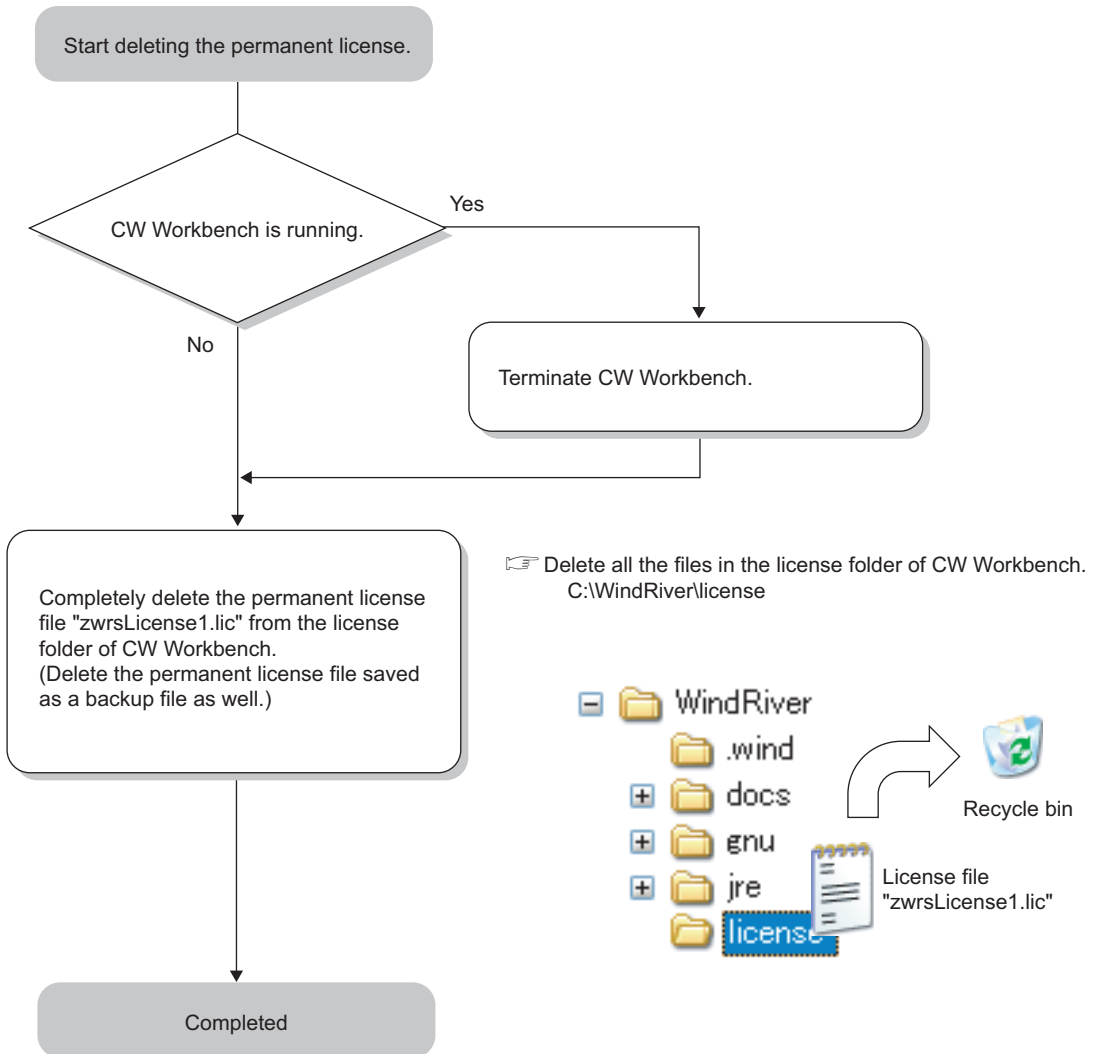 Start deleting the permanent license.
Yes
CW Workbench is running.
No
Terminate CW Workbench.
Completely delete the permanent license
file "zwrsLicense1.lic" from the license
folder of CW Workbench.
(Delete the permanent license file saved
as a backup file as well.)
☞ Delete all the files in the license folder of CW Workbench.
C:\WindRiver\license
WindRiver
.wind
docs
gnu
jre
license
Recycle bin
License file
"zwrsLicense1.lic"
Completed